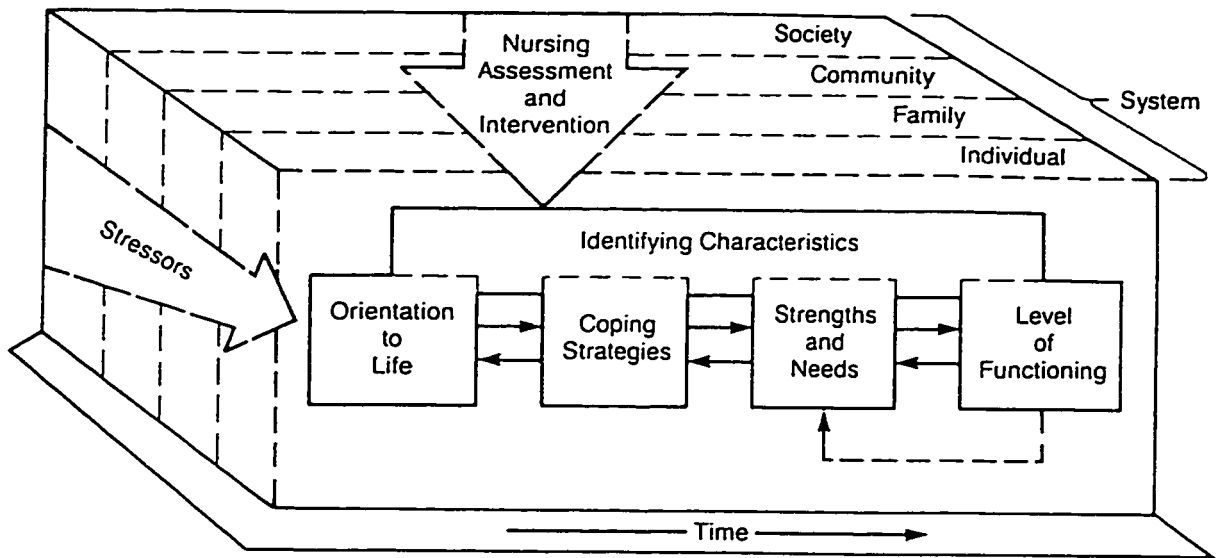 Nursing
Assessment
and
Intervention
Society
Community
Family
Individual
System
Stressors
Identifying Characteristics
Orientation
to
Life
Coping
Strategies
Strengths
and
Needs
Level
of
Functioning
Time